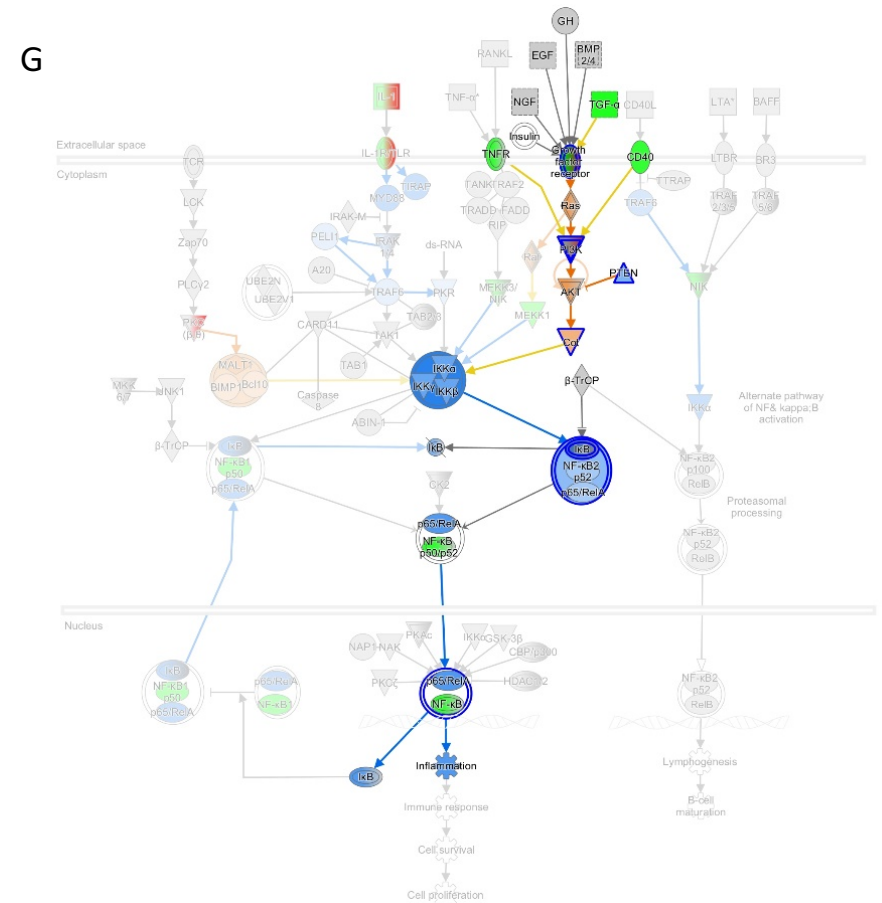 G
GH
RANKL
EGF
BMP
2/4
IL-1
TNF-α*
NGF
TGF-α
CD40L
LTA*
BAFF
Insulin
Extracellular space
Cytoplasm
TCR
IL-1R/TLR
TNFR
Growth
factor
receptor
CD40
LTBR
BR3
TIRAP
TANK
TRAF2
TTRAP
LCK
MYD88
Ras
TRAF6
TRAF
2/3/5
TRAF
5/6
IRAK-M
TRADD
FADD
RIP
PELI1
Zap70
IRAK
1/4
ds-RNA
PI3K
A20
PTEN
UBE2N
UBE2V1
PLCγ2
TRAF6
PKR
MEKK3/
NIK
AKT
NIK
CARD11
TAB2/3
MEKK1
TAK1
Cot
MALT1
TAB1
IKKα
BIMP1
Bcl10
IKKγ
IKKβ
β-TrCP
MKK
6/7
JNK1
Caspase
8
IKKα
Alternate pathway
of NF& kappa;B
activation
ABIN-1
β-TrCP
IκB
NF-κB1
p50
p65/RelA
IκB
IκB
NF-κB2
p52
p65/RelA
NF-κB2
p100
RelB
CK2
Proteasomal
processing
p65/RelA
NF-κB
p50/p52
NF-κB2
p52
RelB
Nucleus
NAP1
NAK
PKAc
IKKα
GSK-3β
CBP/p300
PKCζ
HDAC1/2
IκB
NF-κB1
p50
p65/RelA
p65/RelA
NF-κB1
p65/RelA
NF-κB
NF-κB2
p52
RelB
IκB
Inflammation
Lymphogenesis
Immune response
B-cell
maturation
Cell survival
Cell proliferation